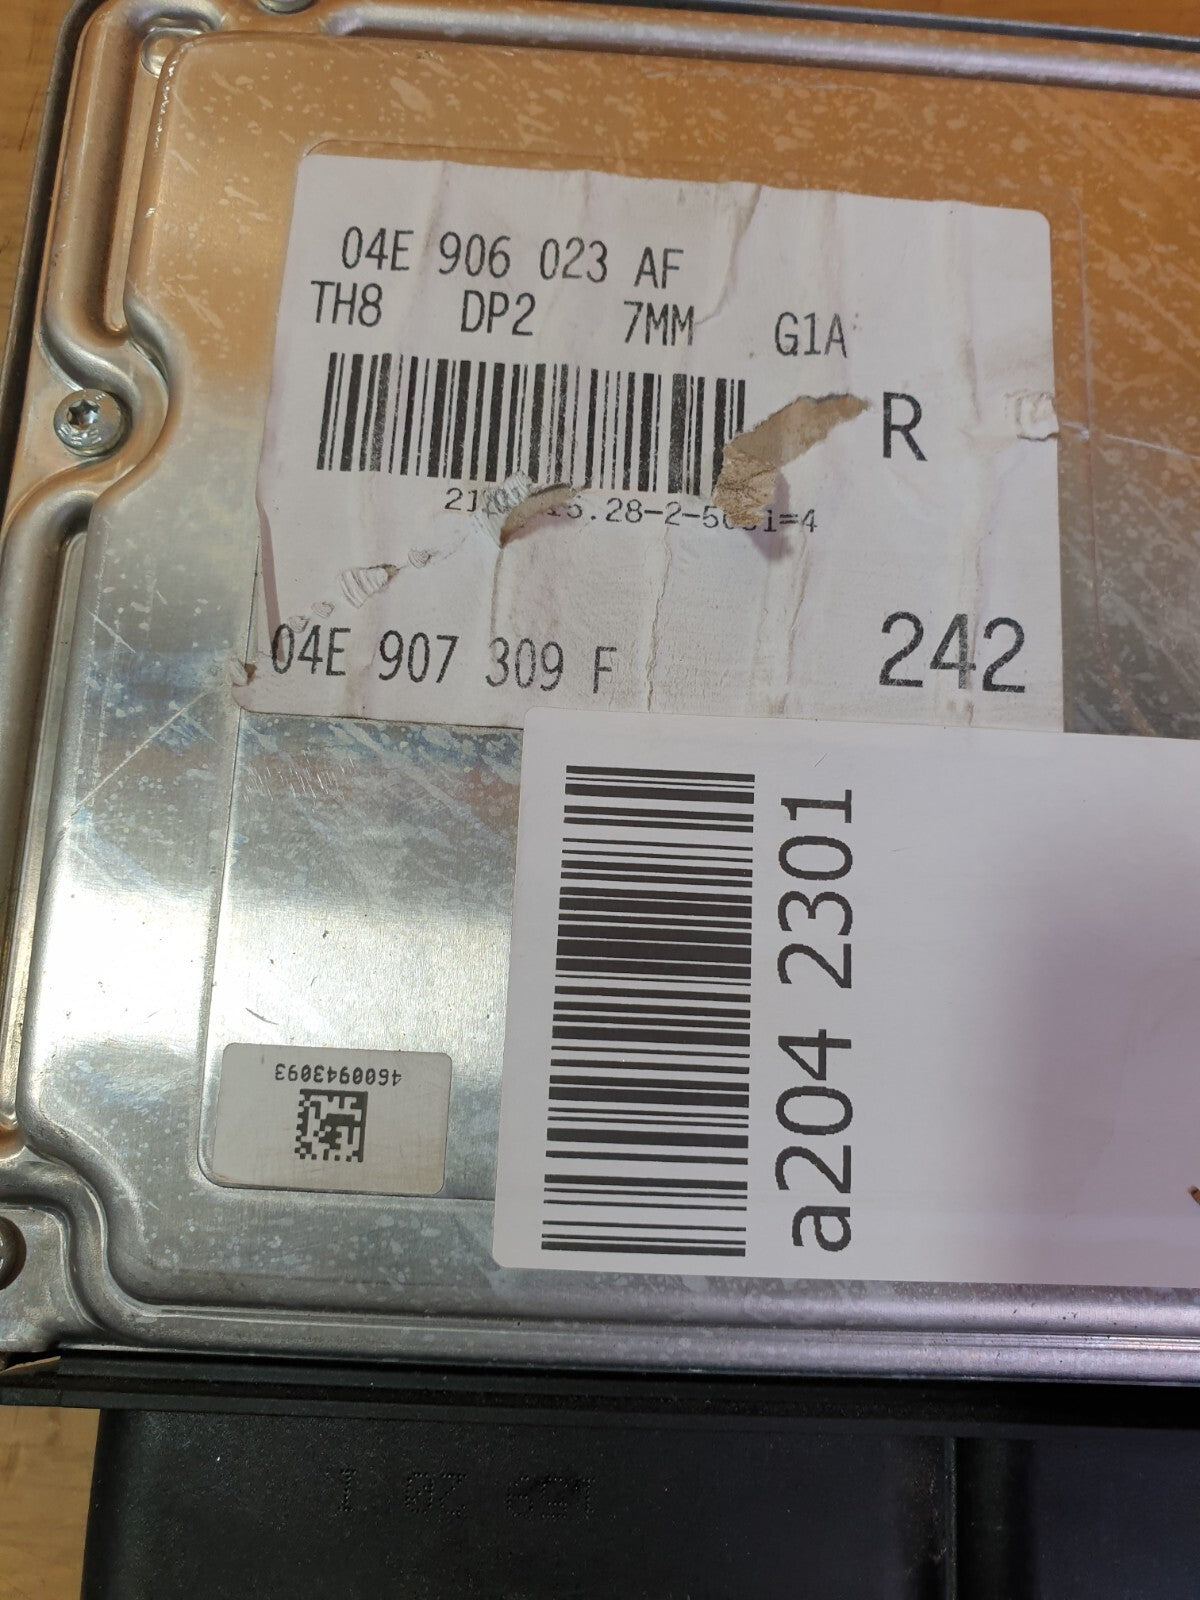 04E 906 023 AF
TH8 DP2 7MM G1A
R
04E 907 309 F
242
a204 2301
4600943093